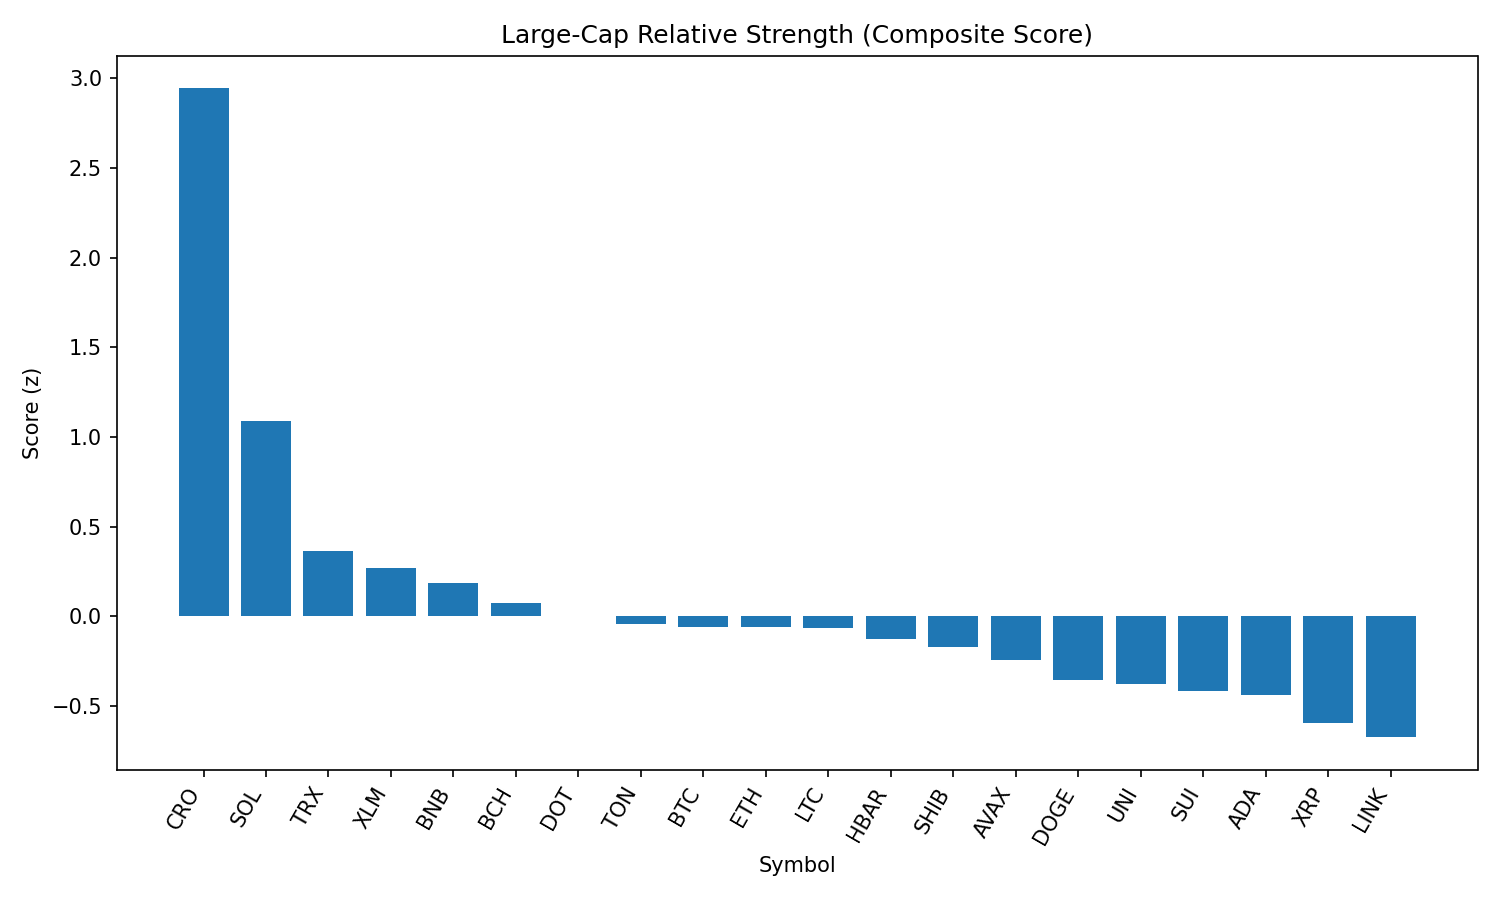 Large-Cap Relative Strength (Composite Score)
3.0
2.5
2.0
1.5
1.0
0.5
0.0
−0.5
Score (z)
CRO
SOL
TRX
XLM
BNB
BCH
DOT
TON
BTC
ETH
LTC
HBAR
SHIB
AVAX
DOGE
UNI
SUI
ADA
XRP
LINK
Symbol